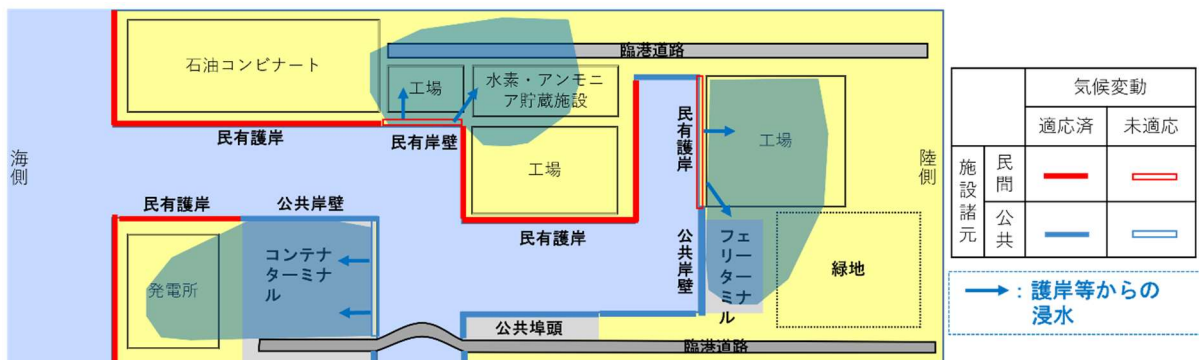 臨港道路
石油コンビナート
工場
水素・アンモニ
ア貯蔵施設
民有護岸
民有岸壁
民有護岸
工場
工場
海側
陸側
民有護岸
公共岸壁
民有護岸
公共岸壁
フェリーターミナル
緑地
コンテナ
ターミナ
ル
発電所
公共埠頭
臨港道路
気候変動
適応済
未適応
施設諸元
民間
公共
:護岸等からの
浸水